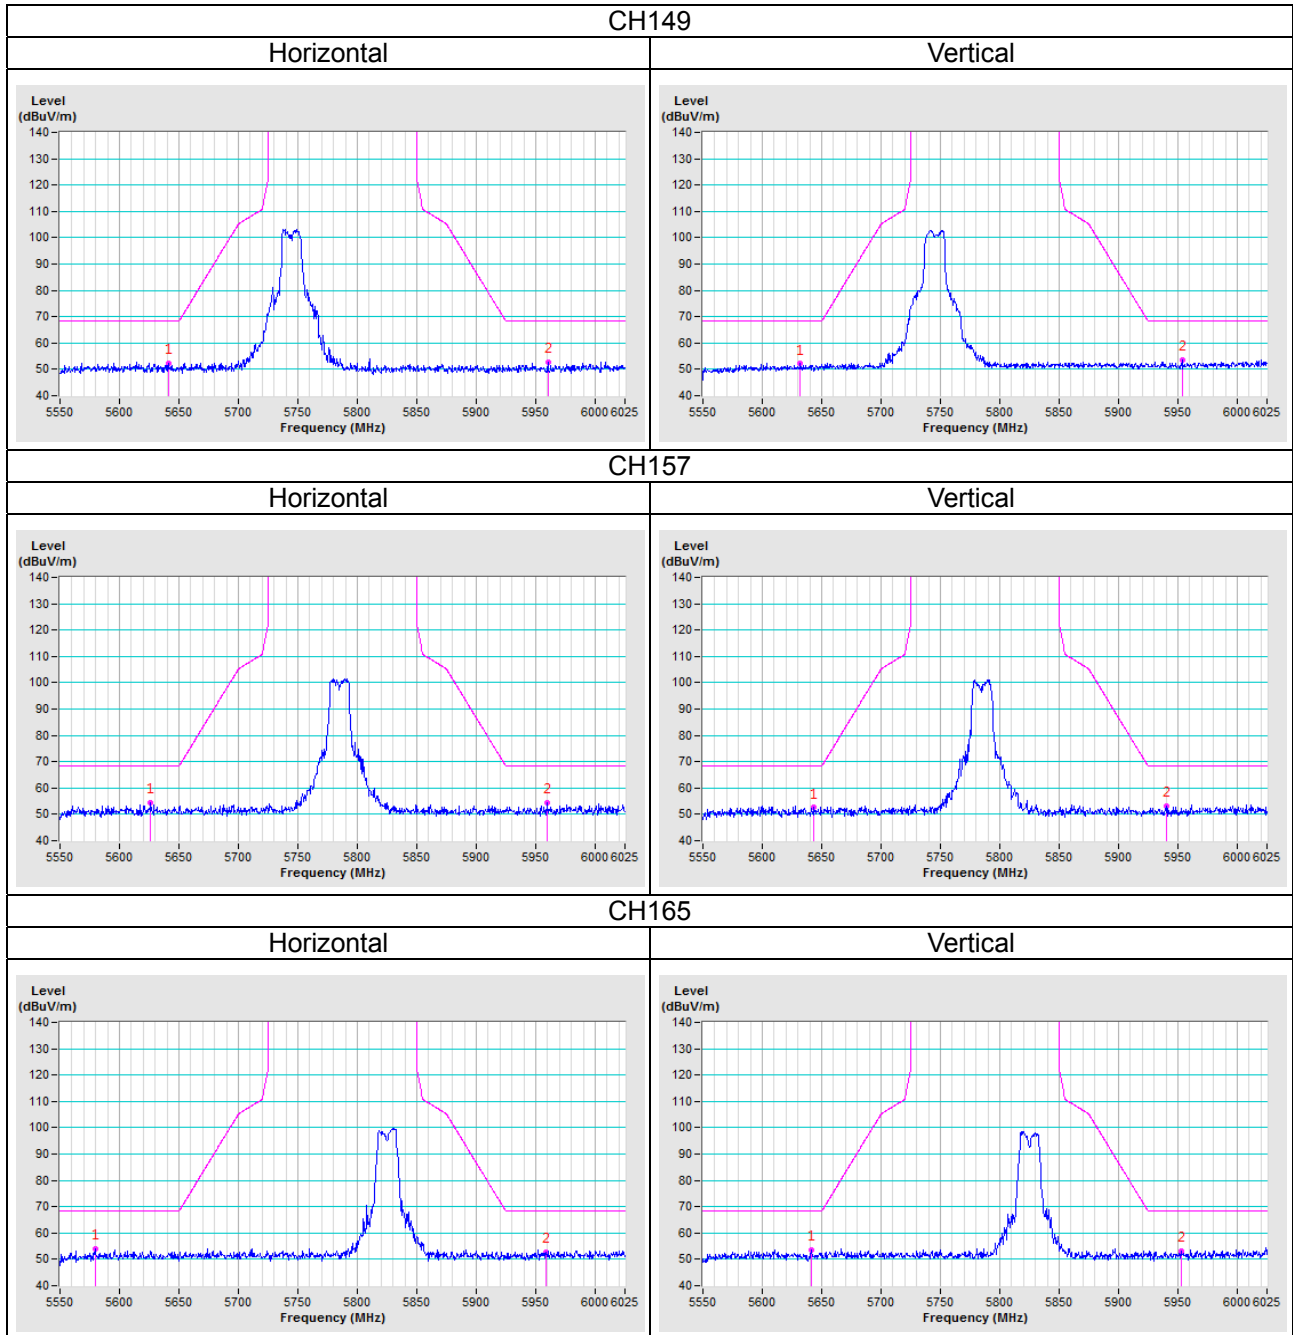 CH149
Horizontal Vertical
Level Level
(dBuV/m) (dBuV/m)
140 140
130 130
120 120
110 110
100 100
90 90
80 80
70 70
60 60
1 2 1 2
50 50
40 40
5550 5600 5650 5700 5750 5800 5850 5900 5950 6000 6025 5550 5600 5650 5700 5750 5800 5850 5900 5950 6000 6025
Frequency (MHz) Frequency (MHz)
CH157
Horizontal Vertical
Level Level
(dBuV/m) (dBuV/m)
140 140
130 130
120 120
110 110
100 100
90 90
80 80
70 70
60 60
1 2 1 2
50 50
40 40
5550 5600 5650 5700 5750 5800 5850 5900 5950 6000 6025 5550 5600 5650 5700 5750 5800 5850 5900 5950 6000 6025
Frequency (MHz) Frequency (MHz)
CH165
Horizontal Vertical
Level Level
(dBuV/m) (dBuV/m)
140 140
130 130
120 120
110 110
100 100
90 90
80 80
70 70
60 60
1 2 1 2
50 50
40 40
5550 5600 5650 5700 5750 5800 5850 5900 5950 6000 6025 5550 5600 5650 5700 5750 5800 5850 5900 5950 6000 6025
Frequency (MHz) Frequency (MHz)